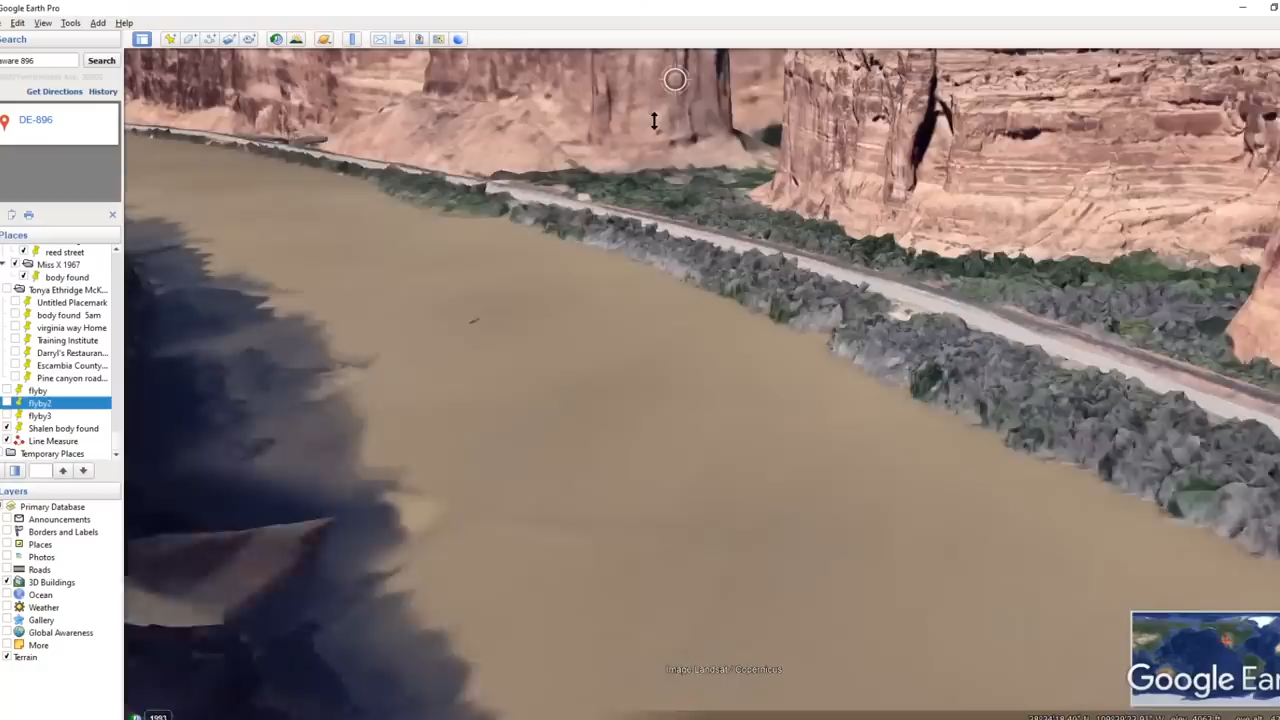 Google Earth Pro
Edit View Tools Add Help
Search
aware 896
Search
Get Directions History
DE-896
Places
reed street
Miss X 1967
body found
Tonya Ethridge McK...
Untitled Placemark
body found 5am
virginia way Home
Training Institute
Darryl's Restauran...
Escambia County...
Pine canyon road...
flyby
flyby2
flyby3
Shalen body found
Line Measure
Temporary Places
Layers
Primary Database
Announcements
Borders and Labels
Places
Photos
Roads
3D Buildings
Ocean
Weather
Gallery
Global Awareness
More
Terrain
Image Landsat / Copernicus
Google Ear
1993